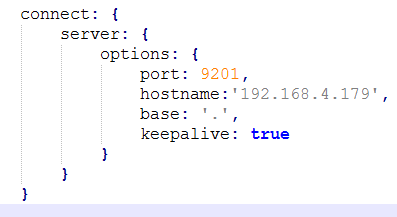 connect: {
    server: {
        options: {
            port: 9201,
            hostname:'192.168.4.179',
            base: '.',
            keepalive: true
        }
    }
}